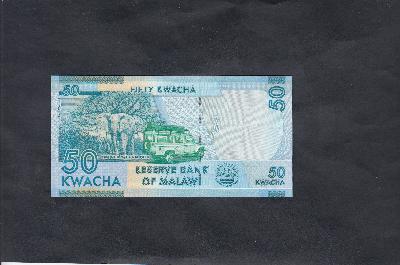 50
FIFTY KWACHA
50
50
KWACHA
RESERVE BANK
OF MALAWI
50
KWACHA